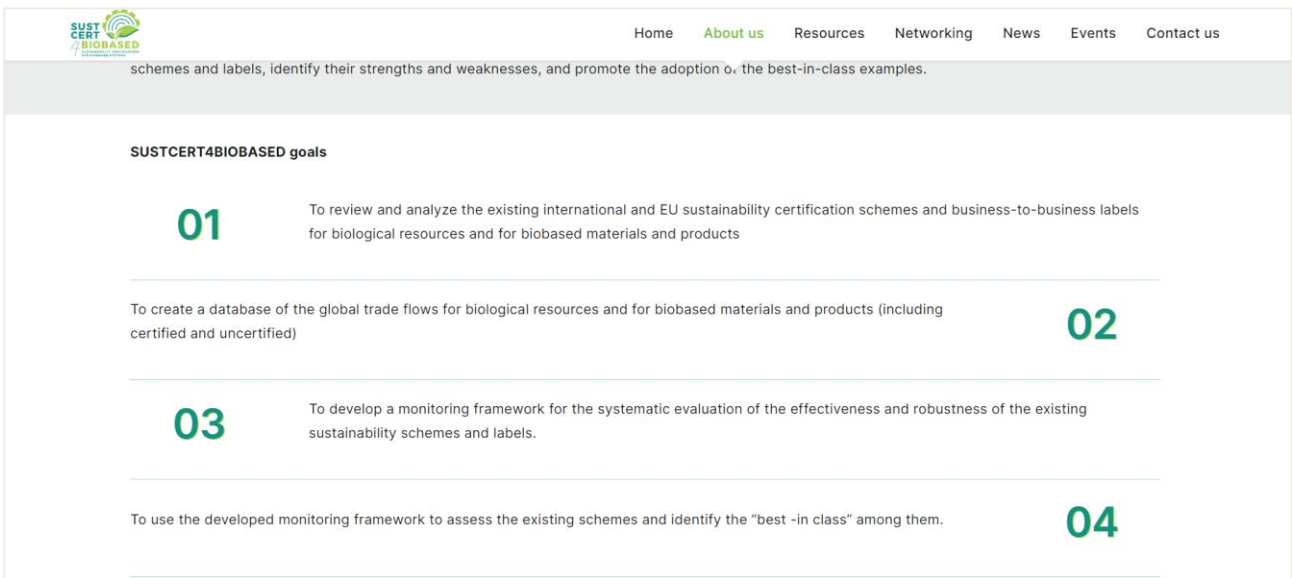 SUST
CERT
4BIOBASED
Home About us Resources Networking News Events Contact us
schemes and labels, identify their strengths and weaknesses, and promote the adoption of the best-in-class examples.
SUSTCERT4BIOBASED goals
01
To review and analyze the existing international and EU sustainability certification schemes and business-to-business labels
for biological resources and for biobased materials and products
To create a database of the global trade flows for biological resources and for biobased materials and products (including
certified and uncertified)
02
03
To develop a monitoring framework for the systematic evaluation of the effectiveness and robustness of the existing
sustainability schemes and labels.
To use the developed monitoring framework to assess the existing schemes and identify the “best -in class” among them.
04